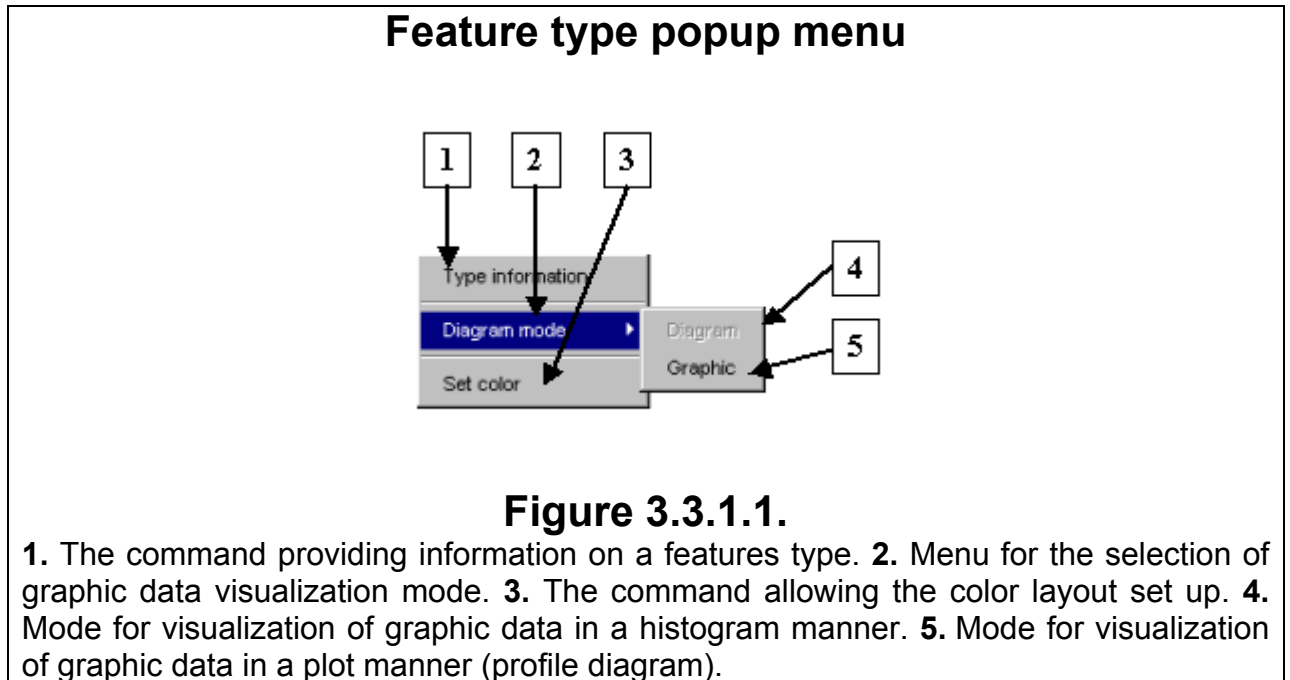 Feature type popup menu
1 2 3
Type information
4
Diagram mode Diagram
5
Graphic
Set color
Figure 3.3.1.1.
1. The command providing information on a features type. 2. Menu for the selection of
graphic data visualization mode. 3. The command allowing the color layout set up. 4.
Mode for visualization of graphic data in a histogram manner. 5. Mode for visualization
of graphic data in a plot manner (profile diagram).